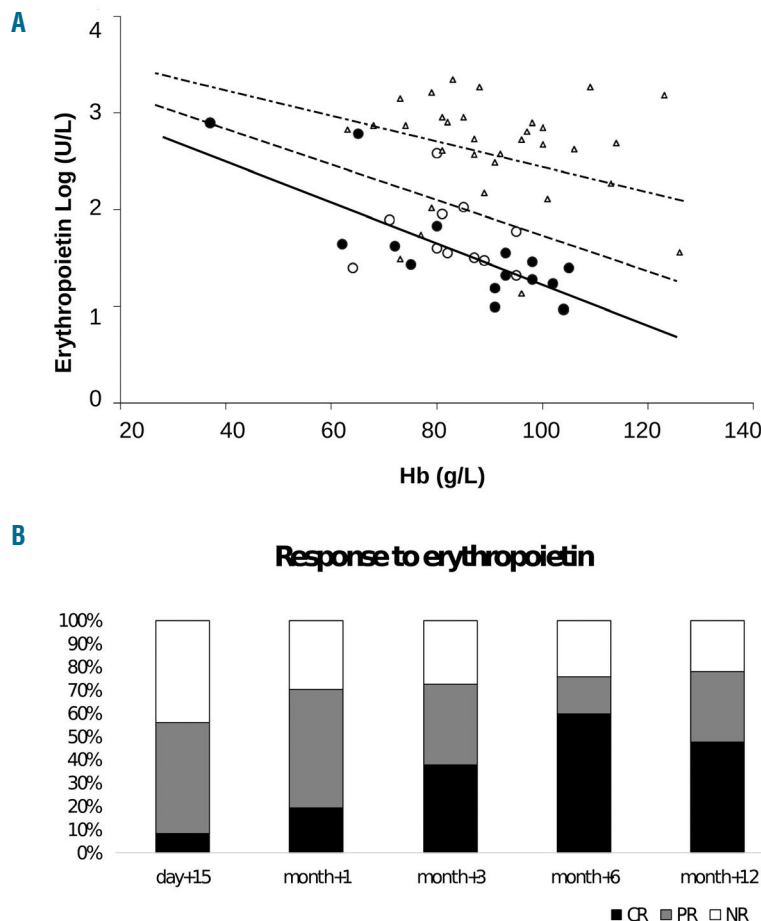 A
4
3
2
1
0
Erythropoietin Log (U/L)
20 40 60 80 100 120 140
Hb (g/L)
B
Response to erythropoietin
100%
90%
80%
70%
60%
50%
40%
30%
20%
10%
0%
day+15 month+1 month+3 month+6 month+12
CR PR NR